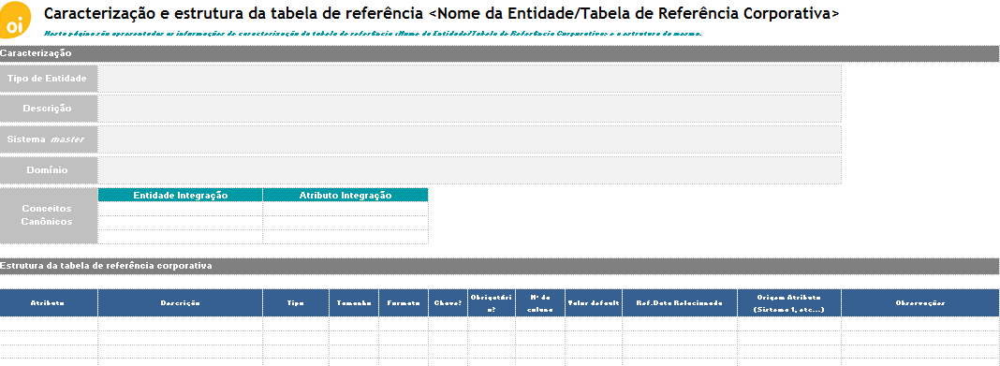 oi
Caracterização e estrutura da tabela de referência <Nome da Entidade/Tabela de Referência Corporativa>
Nesta página são apresentadas as informações de caracterização da tabela de referência <Nome da Entidade/Tabela de Referência Corporativa> e a estrutura da mesma.
Caracterização
Tipo de Entidade
Descrição
Sistema master
Domínio
Conceitos
Canônicos
Entidade Integração Atributo Integração
Estrutura da tabela de referência corporativa
Atributo Descrição Tipo Tamanho Formato Chave? Obrigatóri Nº de Valor default Ref.Data Relacionado Origem Atributo Observações
o? coluna (Sistema 1, etc...)